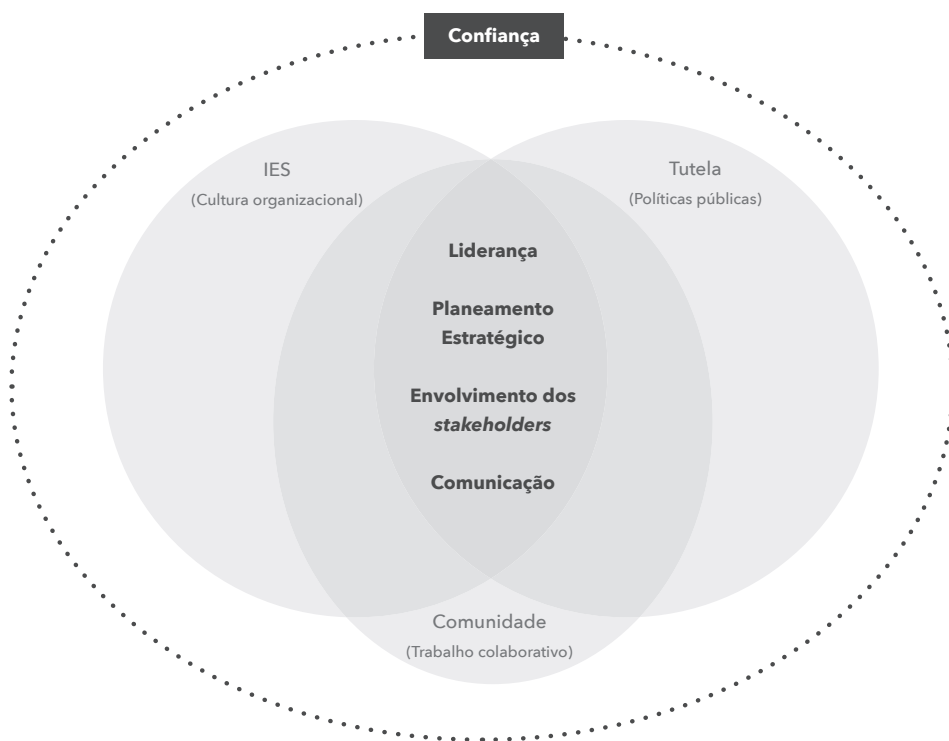 Confiança
IES
(Cultura organizacional)
Tutela
(Políticas públicas)
Liderança
Planeamento
Estratégico
Envolvimento dos
stakeholders
Comunicação
Comunidade
(Trabalho colaborativo)